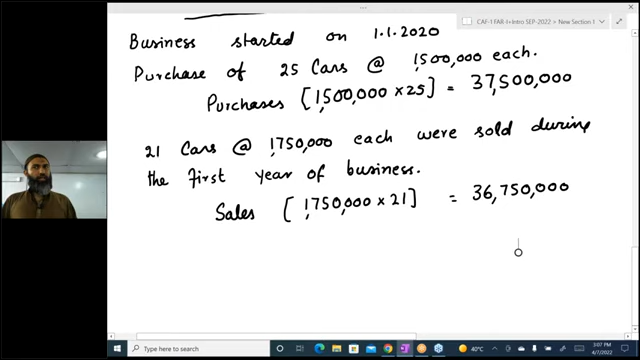 CAF-1 FAR-I+Intro SEP-2022 > New Section 1
Business started on 1.1.2020
Purchase of 25 Cars @ 1,500,000 each.
Purchases [1,500,000 × 25] = 37,500,000
21 Cars @ 1,750,000 each were sold during
the first year of business.
Sales [1,750,000 × 21] = 36,750,000
Type here to search
40°C
3:07 PM
4/7/2022